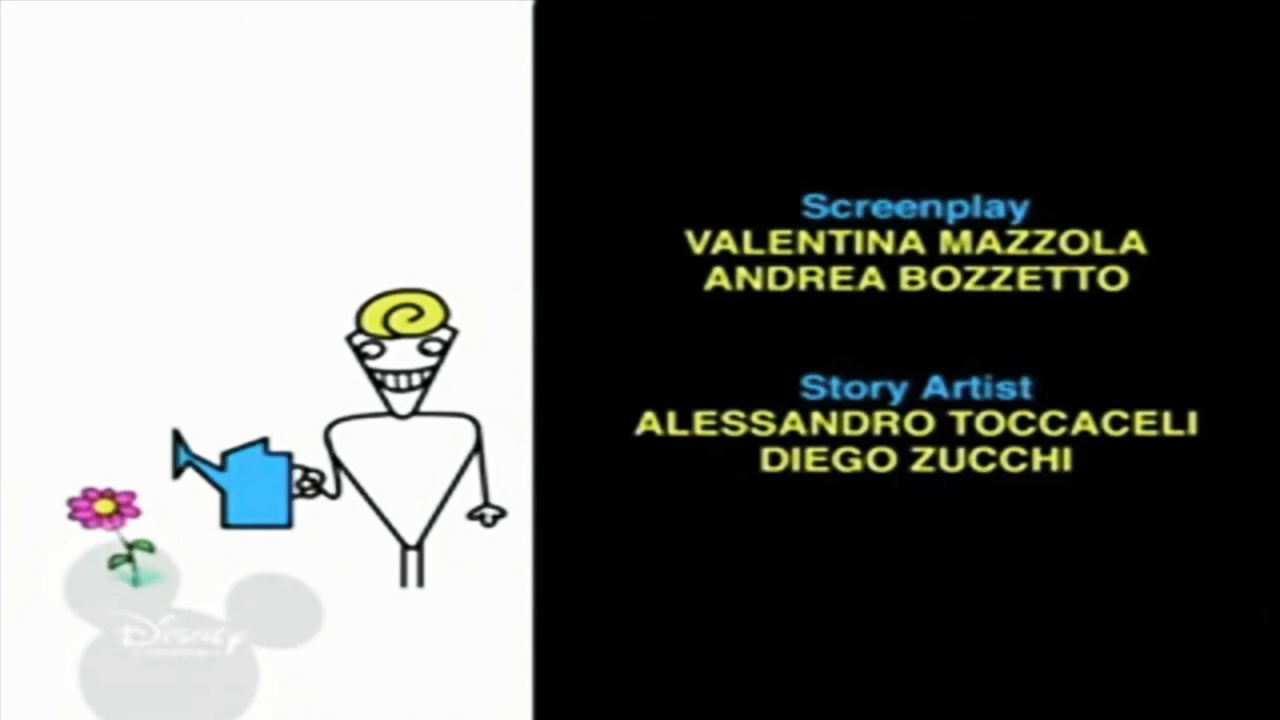 Screenplay
VALENTINA MAZZOLA
ANDREA BOZZETTO
Story Artist
ALESSANDRO TOCCACELI
DIEGO ZUCCHI
Disney